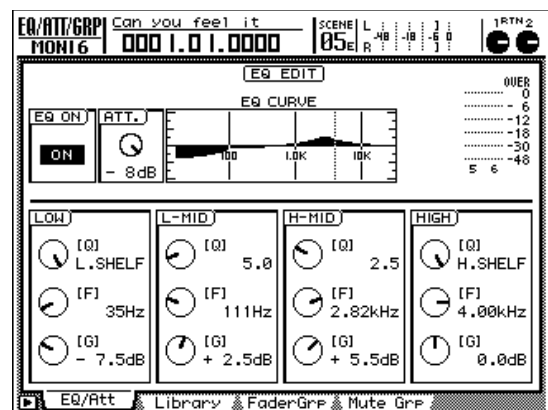 EQ/ATT/GRP Can you feel it SCENE L -48 -18 -6 0 1RTN2
MONI6 000 1.01.0000 05E R
EQ EDIT
EQ CURVE
OVER
0
- 6
-12
-18
-30
-48
5 6
EQ ON ATT.
ON
- 8dB
100 1.0K 10K
LOW L-MID H-MID HIGH
[Q] [Q] [Q] [Q]
L.SHELF 5.0 2.5 H.SHELF
[F] [F] [F] [F]
35Hz 111Hz 2.82kHz 4.00kHz
[G] [G] [G] [G]
- 7.5dB + 2.5dB + 5.5dB 0.0dB
EQ/Att Library FaderGrp Mute Grp